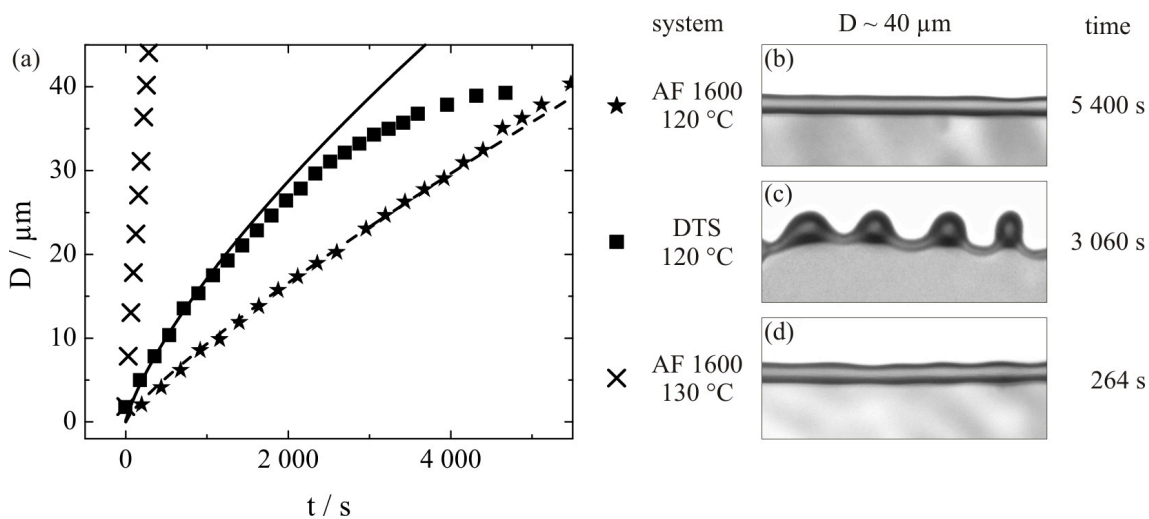 (a)
D / µm
40
30
20
10
0
0
2 000
4 000
t / s
system
D ~ 40 µm
time
AF 1600
120 °C
(b)
5 400 s
DTS
120 °C
(c)
3 060 s
AF 1600
130 °C
(d)
264 s